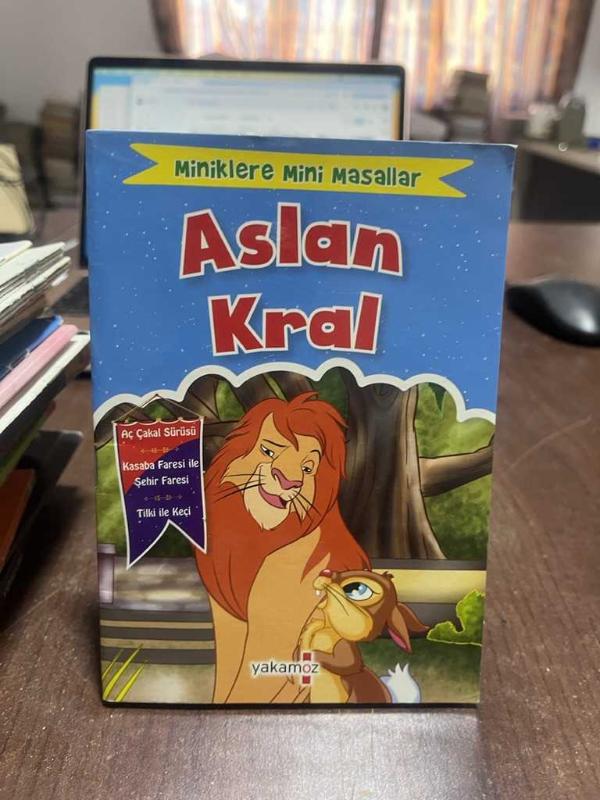 Miniklere Mini Masallar
Aslan
Kral
Aç Çakal Sürüsü
Kasaba Faresi ile
Şehir Faresi
Tilki ile Keçi
yakamoz